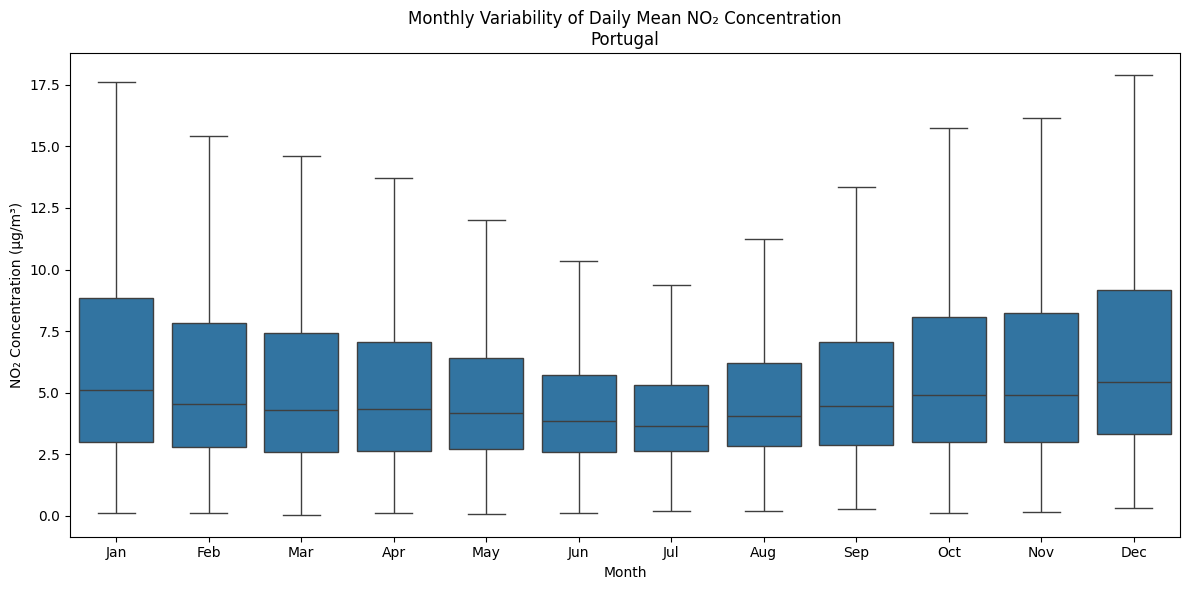 Monthly Variability of Daily Mean NO₂ Concentration
Portugal
NO₂ Concentration (µg/m³)
17.5
15.0
12.5
10.0
7.5
5.0
2.5
0.0
Jan Feb Mar Apr May Jun Jul Aug Sep Oct Nov Dec
Month